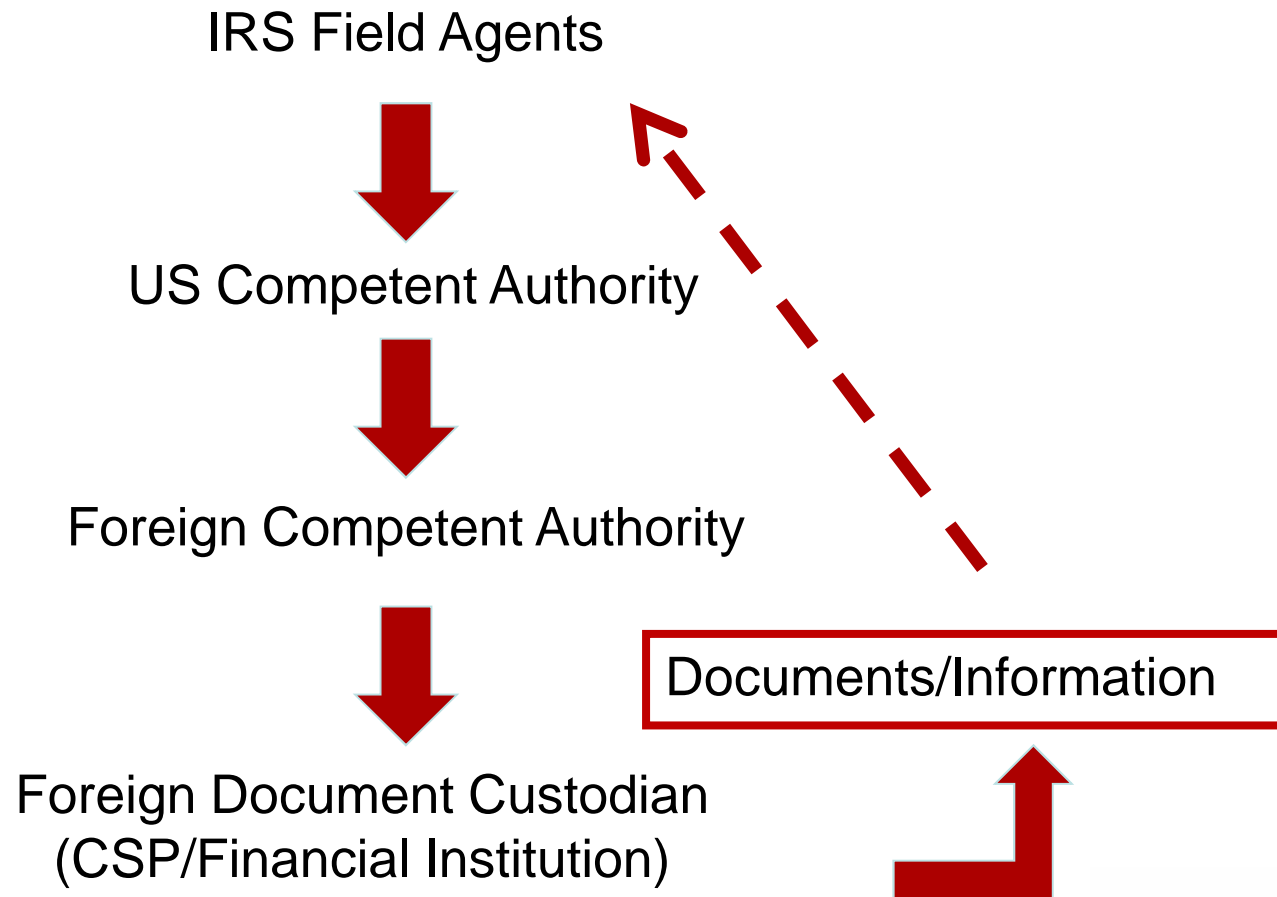 IRS Field Agents
US Competent Authority
Foreign Competent Authority
Documents/Information
Foreign Document Custodian
(CSP/Financial Institution)